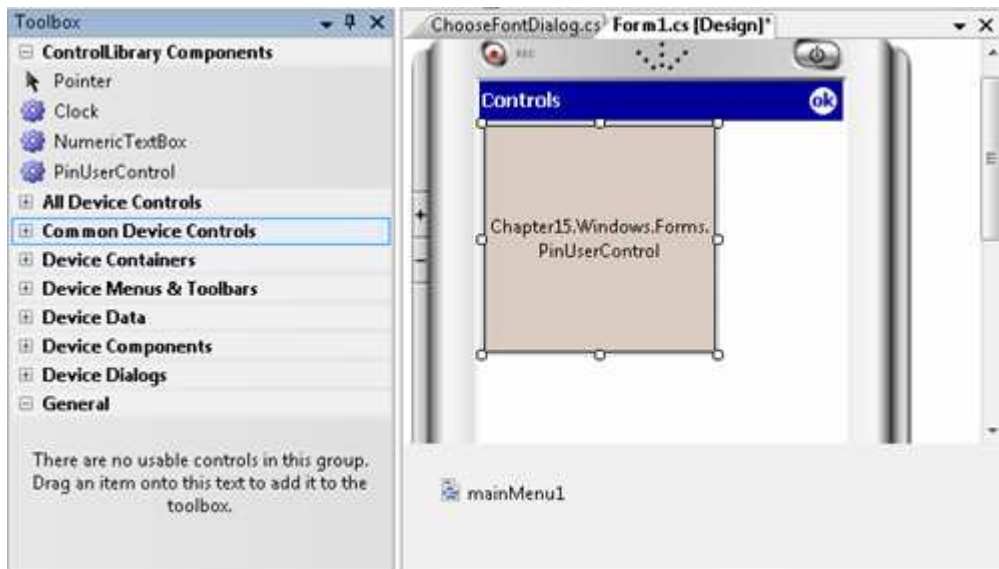 Toolbox
ControlLibrary Components
Pointer
Clock
NumericTextBox
PinUserControl
All Device Controls
Common Device Controls
Device Containers
Device Menus & Toolbars
Device Data
Device Components
Device Dialogs
General
There are no usable controls in this group.
Drag an item onto this text to add it to the
toolbox.
ChooseFontDialog.cs
Form1.cs [Design]*
Controls
ok
Chapter15.Windows.Forms.
PinUserControl
+
-
mainMenu1